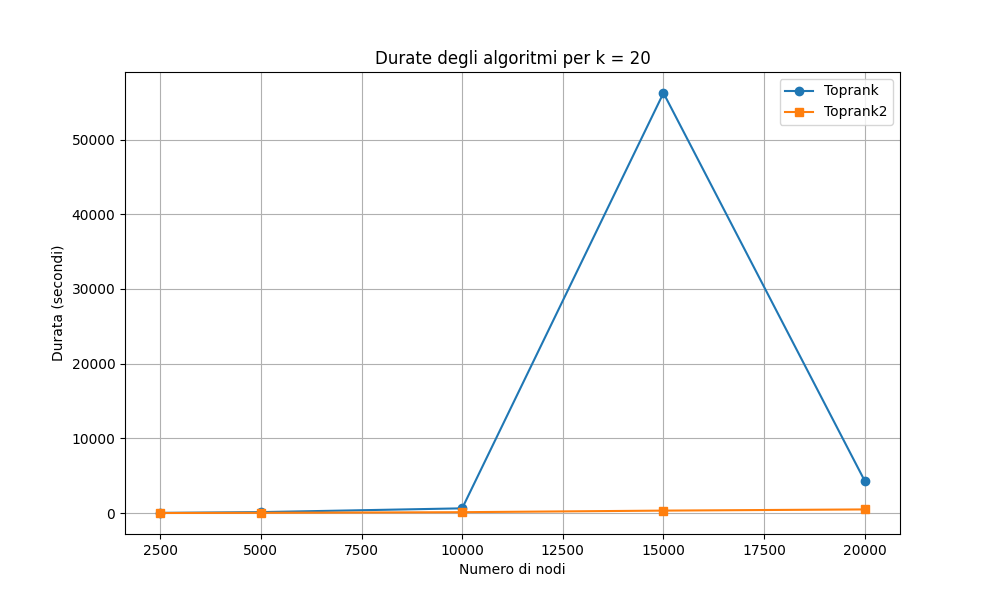 Durate degli algoritmi per k = 20
Toprank
Toprank2
Durata (secondi)
50000
40000
30000
20000
10000
0
2500 5000 7500 10000 12500 15000 17500 20000
Numero di nodi